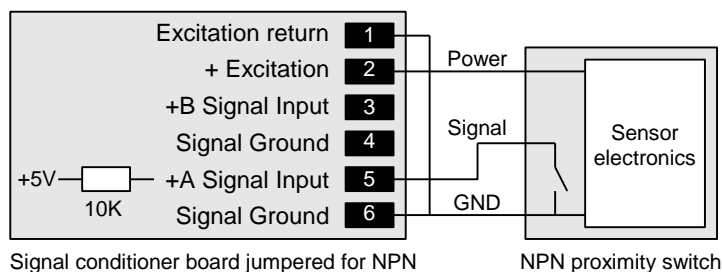 Excitation return 1
+ Excitation 2
+B Signal Input 3
Signal Ground 4
+5V 10K +A Signal Input 5
Signal Ground 6
Power
Signal
GND
Sensor
electronics
Signal conditioner board jumpered for NPN
NPN proximity switch